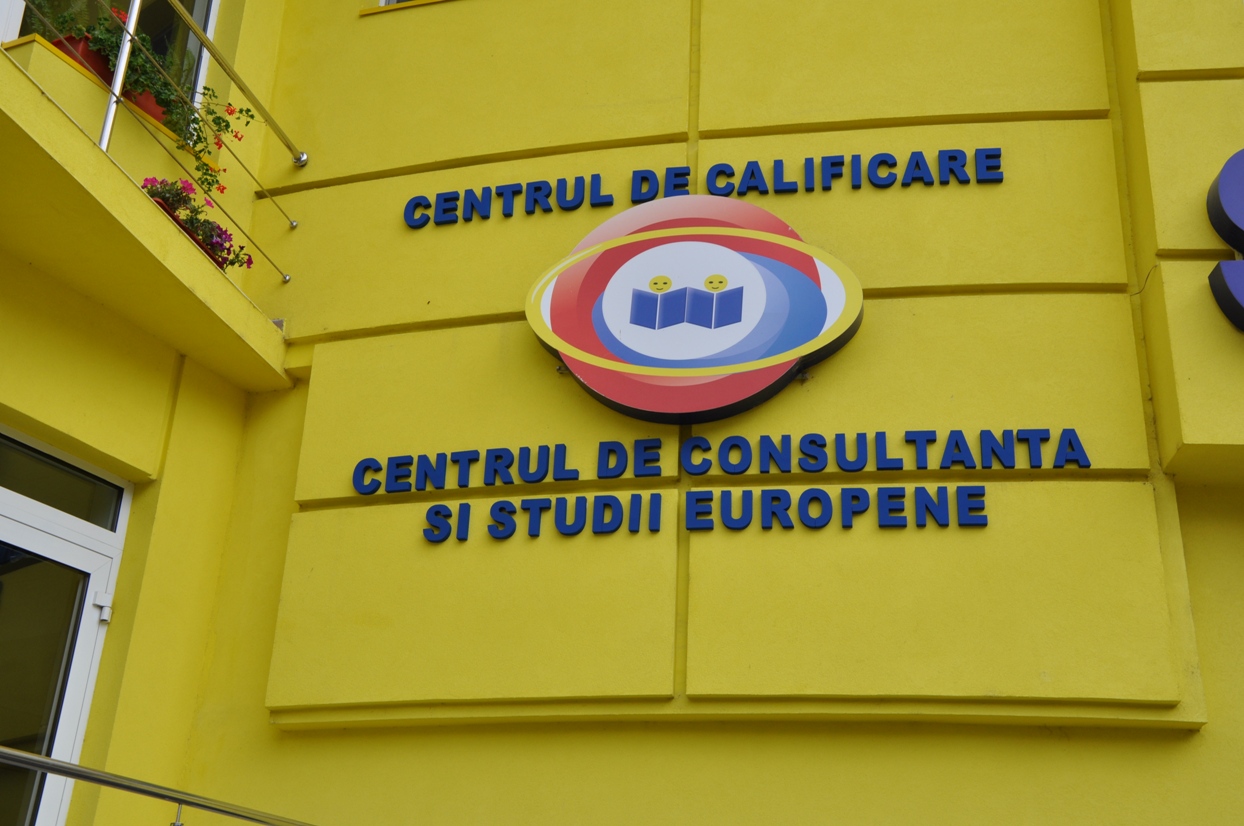 CENTRUL DE CALIFICARE
CENTRUL DE CONSULTANTA
SI STUDII EUROPENE